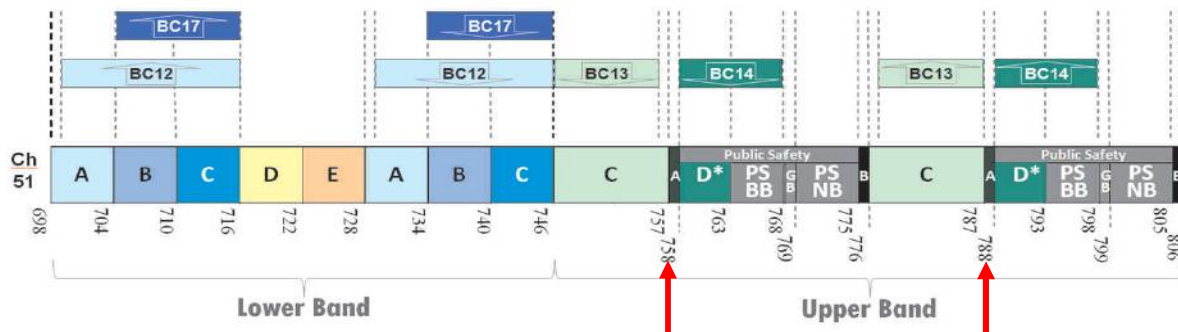 BC17 BC17
BC12 BC12 BC13 BC14 BC13 BC14
Public Safety Public Safety
Ch 51 A B C D E A B C C A D* PS BB GB PS NB B C A D* PS BB GB PS NB B
698 704 710 716 722 728 734 740 746 757 758 763 768 769 775 776 787 788 793 798 799 805 806
Lower Band Upper Band